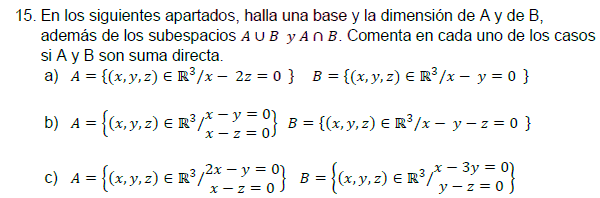 15. En los siguientes apartados, halla una base y la dimensión de A y de B,
además de los subespacios A ∪ B y A ∩ B. Comenta en cada uno de los casos
si A y B son suma directa.
a) A = {(x, y, z) ∈ ℝ³/x − 2z = 0 } B = {(x, y, z) ∈ ℝ³/x − y = 0 }
b) A = {(x, y, z) ∈ ℝ³/ x − y = 0 x − z = 0} B = {(x, y, z) ∈ ℝ³/x − y − z = 0 }
c) A = {(x, y, z) ∈ ℝ³/ 2x − y = 0 x − z = 0 } B = {(x, y, z) ∈ ℝ³/ x − 3y = 0 y − z = 0 }